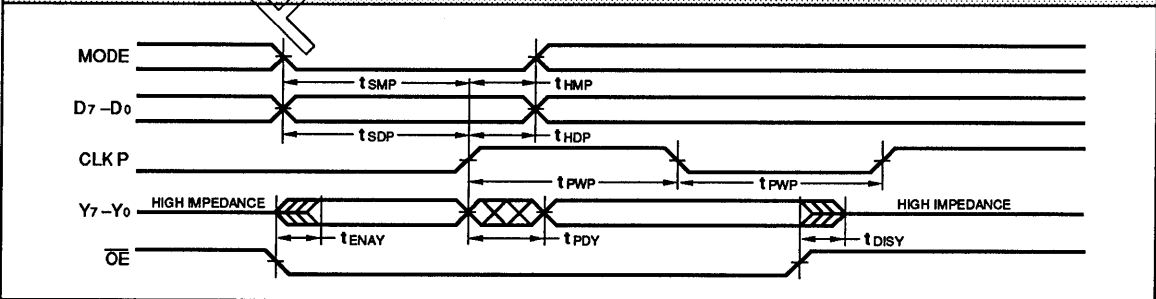 MODE
tSMP tHMP
D7–D0
tSDP tHDP
CLK P
tPWP tPWP
Y7–Y0 HIGH IMPEDANCE HIGH IMPEDANCE
tENAY tPDY tDISY
OE